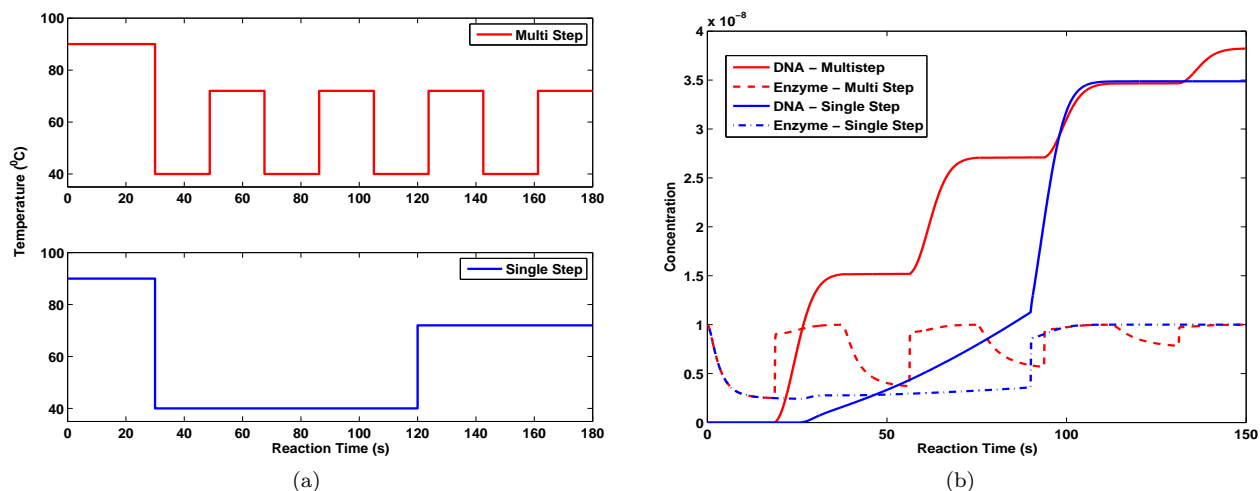 100
80
60
40
0 20 40 60 80 100 120 140 160 180
Multi Step
Temperature (⁰C)
100
80
60
40
0 20 40 60 80 100 120 140 160 180
Single Step
Reaction Time (s)
(a)
x 10⁻⁸
4
3.5
3
2.5
2
1.5
1
0.5
0
0 50 100 150
DNA − Multistep
Enzyme − Multi Step
DNA − Single Step
Enzyme − Single Step
Concentration
Reaction Time (s)
(b)